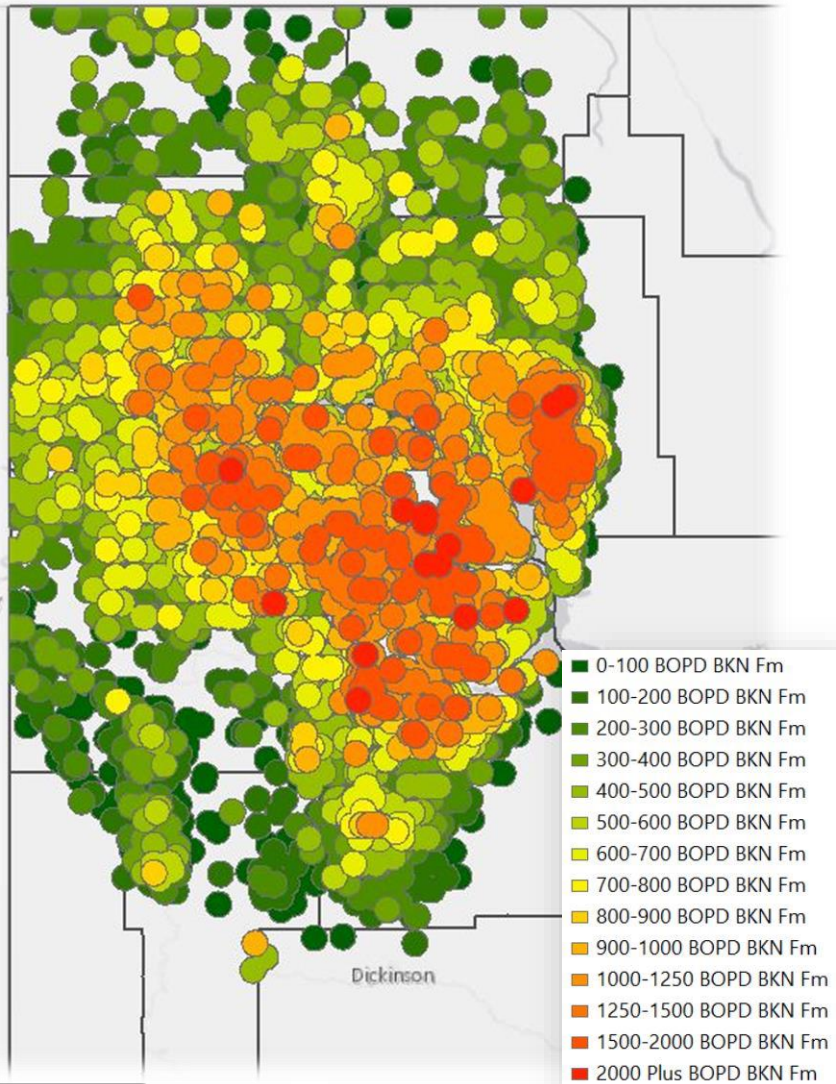 Dickinson
0-100 BOPD BKN Fm
100-200 BOPD BKN Fm
200-300 BOPD BKN Fm
300-400 BOPD BKN Fm
400-500 BOPD BKN Fm
500-600 BOPD BKN Fm
600-700 BOPD BKN Fm
700-800 BOPD BKN Fm
800-900 BOPD BKN Fm
900-1000 BOPD BKN Fm
1000-1250 BOPD BKN Fm
1250-1500 BOPD BKN Fm
1500-2000 BOPD BKN Fm
2000 Plus BOPD BKN Fm